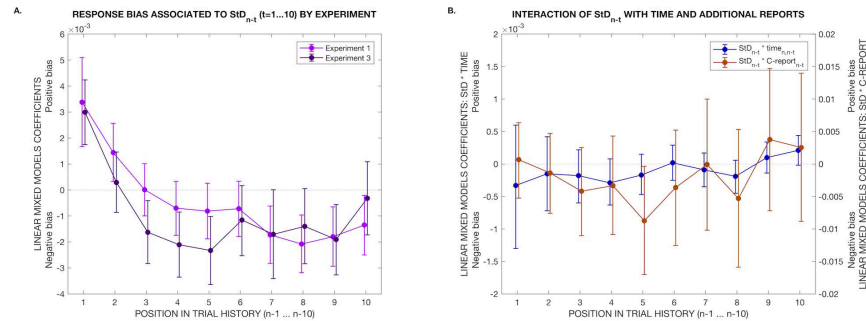 A.
RESPONSE BIAS ASSOCIATED TO StD n-t (t=1...10) BY EXPERIMENT
×10-3
6
5
4
3
2
1
0
-1
-2
-3
-4
LINEAR MIXED MODELS COEFFICIENTS
Negative bias
Positive bias
Experiment 1
Experiment 3
1 2 3 4 5 6 7 8 9 10
POSITION IN TRIAL HISTORY (n-1 ... n-10)
B.
INTERACTION OF StD n-t WITH TIME AND ADDITIONAL REPORTS
×10-3
2
1.5
1
0.5
0
-0.5
-1
-1.5
-2
LINEAR MIXED MODELS COEFFICIENTS: StD * TIME
Negative bias
Positive bias
StD n-t * time n,n-t
StD n-t * C-report n-t
0.02
0.015
0.01
0.005
0
-0.005
-0.01
-0.015
-0.02
Negative bias
Positive bias
LINEAR MIXED MODELS COEFFICIENTS: StD * C-REPORT
1 2 3 4 5 6 7 8 9 10
POSITION IN TRIAL HISTORY (n-1 ... n-10)